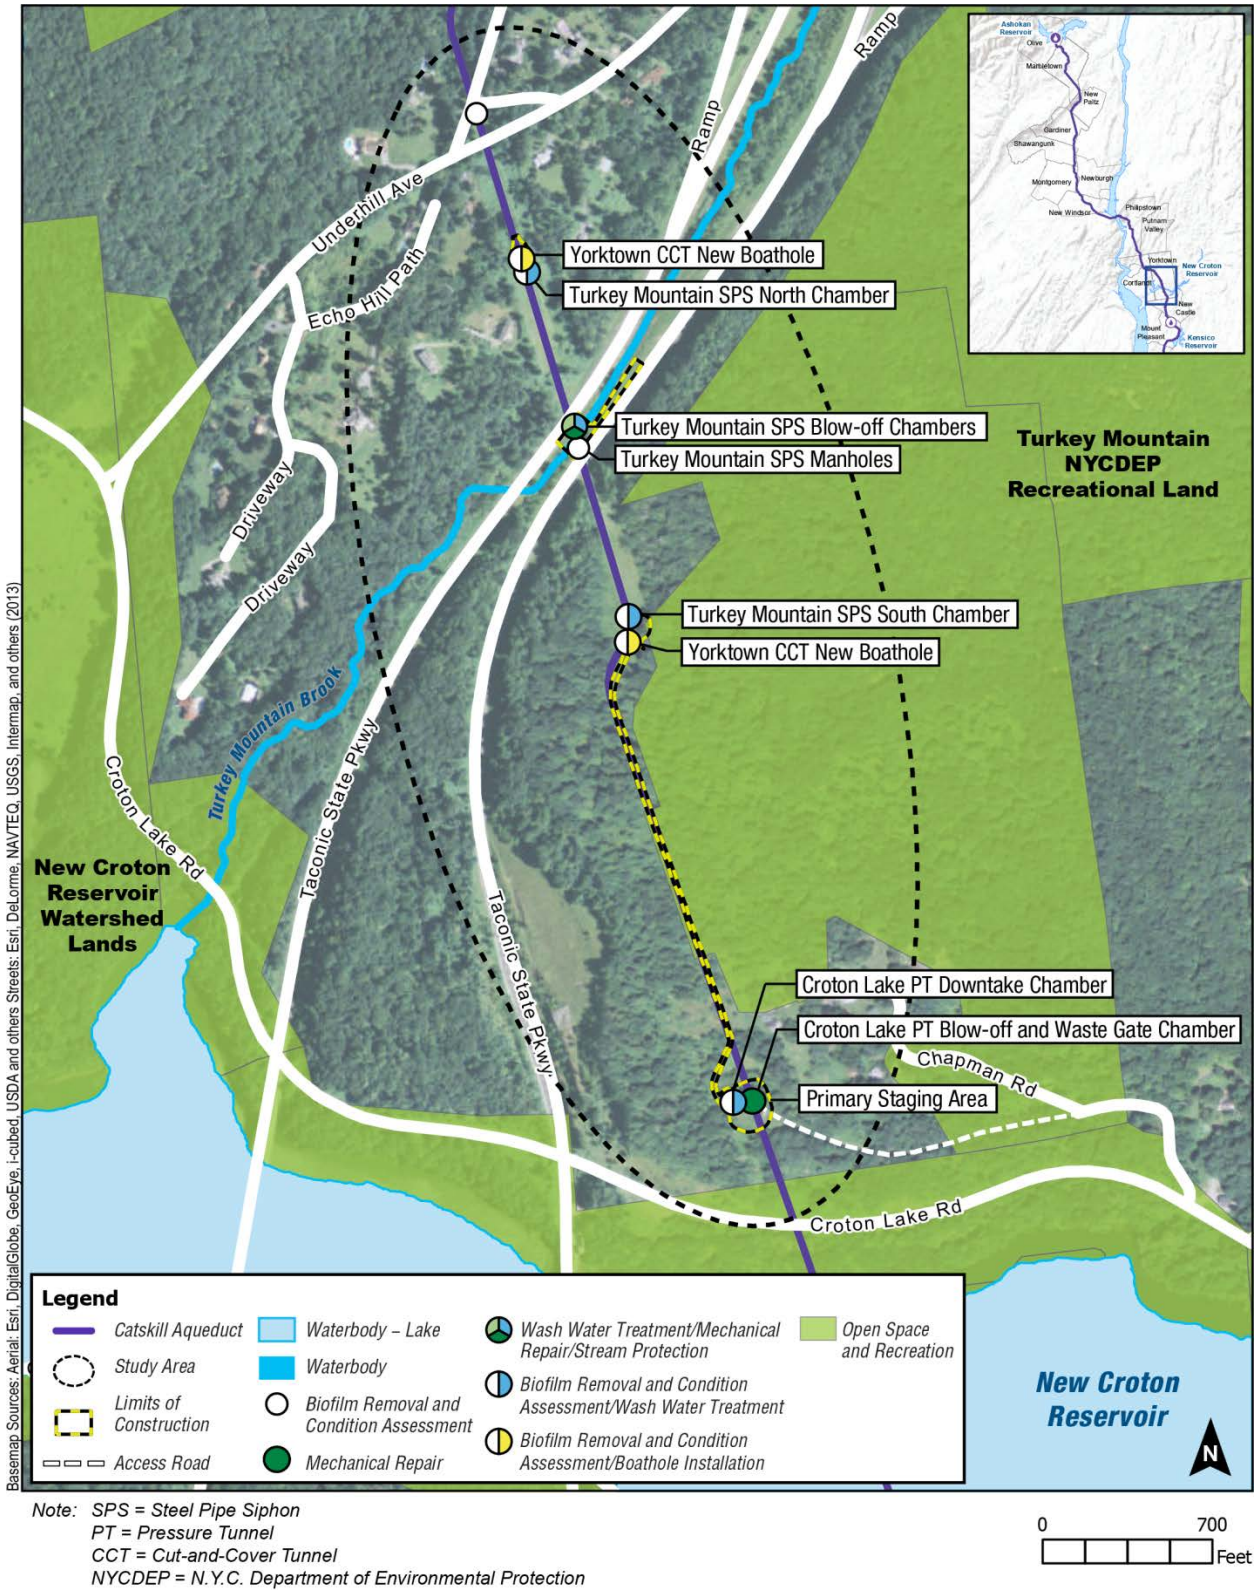 Ramp
Ramp
Ashokan
Reservoir
Olive
Marbletown
New
Paltz
Gardiner
Shawangunk
Montgomery
Newburgh
New Windsor
Philipstown
Putnam
Valley
Yorktown
Cortlandt
New Croton
Reservoir
New
Castle
Mount
Pleasant
Kensico
Reservoir
Underhill Ave
Echo Hill Path
Yorktown CCT New Boathole
Turkey Mountain SPS North Chamber
Turkey Mountain SPS Blow-off Chambers
Turkey Mountain SPS Manholes
Turkey Mountain
NYCDEP
Recreational Land
Driveway
Driveway
Turkey Mountain SPS South Chamber
Yorktown CCT New Boathole
Turkey Mountain Brook
Taconic State Pkwy
Croton Lake Rd
New Croton
Reservoir
Watershed
Lands
Taconic State Pkwy
Croton Lake PT Downtake Chamber
Croton Lake PT Blow-off and Waste Gate Chamber
Chapman Rd
Primary Staging Area
Croton Lake Rd
Legend
Catskill Aqueduct
Study Area
Limits of
Construction
Access Road
Waterbody – Lake
Waterbody
Biofilm Removal and
Condition Assessment
Mechanical Repair
Wash Water Treatment/Mechanical
Repair/Stream Protection
Biofilm Removal and Condition
Assessment/Wash Water Treatment
Biofilm Removal and Condition
Assessment/Boathole Installation
Open Space
and Recreation
New Croton
Reservoir
N
Basemap Sources: Aerial: Esri, DigitalGlobe, GeoEye, i-cubed, USDA and others Streets: Esri, DeLorme, NAVTEQ, USGS, Intermap, and others (2013)
Note: SPS = Steel Pipe Siphon
PT = Pressure Tunnel
CCT = Cut-and-Cover Tunnel
NYCDEP = N.Y.C. Department of Environmental Protection
0 700
Feet